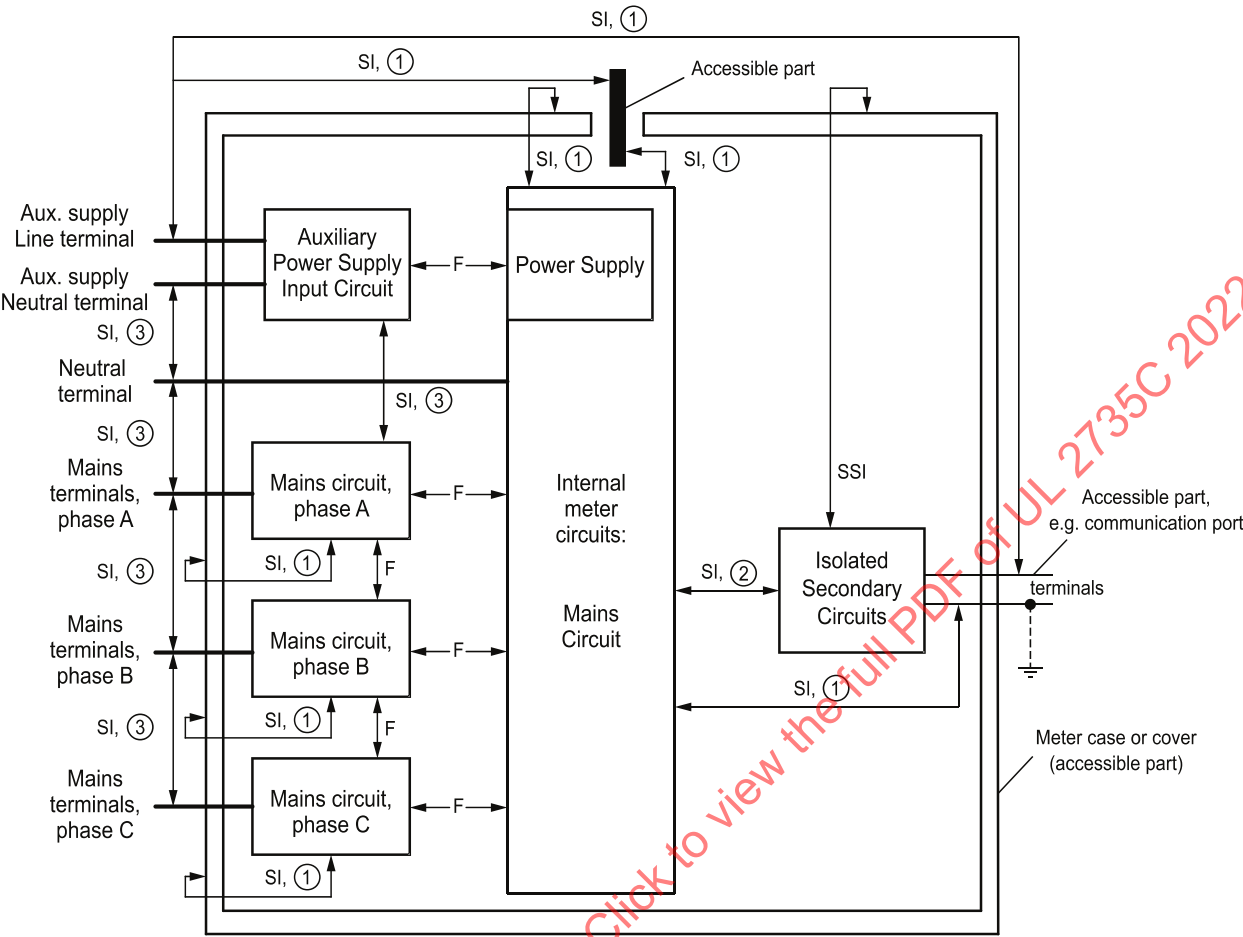 SI, ①
SI, ①
Accessible part
SI, ①
SI, ①
Aux. supply
Line terminal
Auxiliary
Power Supply
Input Circuit
F
Power Supply
Aux. supply
Neutral terminal
SI, ③
Neutral
terminal
SI, ③
SI, ③
Mains
terminals,
phase A
Mains circuit,
phase A
F
Internal
meter
circuits:
Mains
Circuit
SSI
Accessible part,
e.g. communication port
terminals
SI, ③
SI, ①
F
SI, ②
Isolated
Secondary
Circuits
Mains
terminals,
phase B
Mains circuit,
phase B
F
SI, ①
SI, ③
SI, ①
F
Meter case or cover
(accessible part)
Mains
terminals,
phase C
Mains circuit,
phase C
F
SI, ①
Click to view the full PDF of UL 2735C 2022